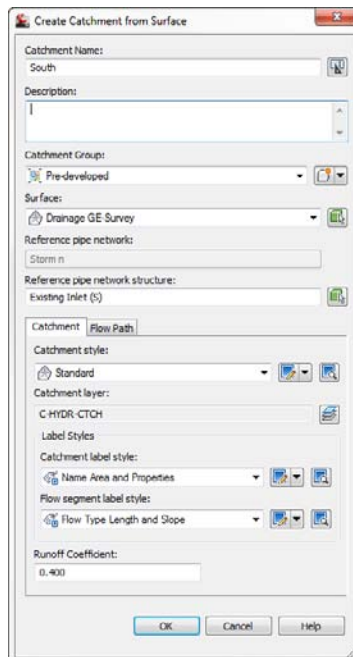 Create Catchment from Surface
Catchment Name:
South
Description:
Catchment Group:
Pre-developed
Surface:
Drainage GE-Survey
Reference pipe network:
Storm n
Reference pipe network structure:
Existing Inlet (S)
Catchment Flow Path
Catchment style:
Standard
Catchment layer:
C-HYDR-CTCH
Label Styles
Catchment label style:
Name Area and Properties
Flow segment label style:
Flow Type Length and Slope
Runoff Coefficient:
0.400
OK Cancel Help